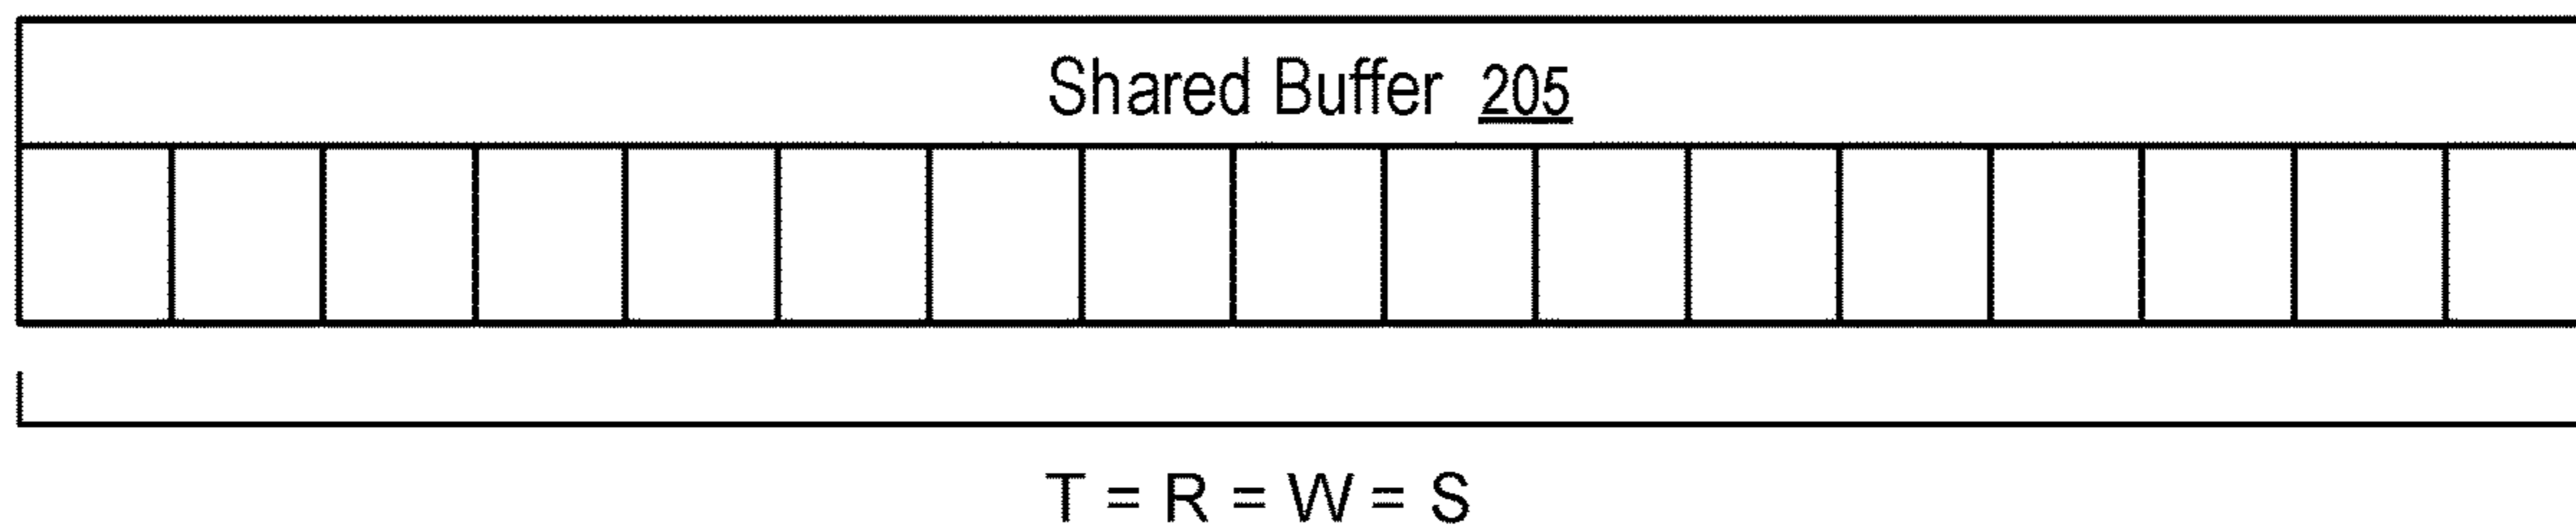 Shared Buffer 205
T = R = W = S